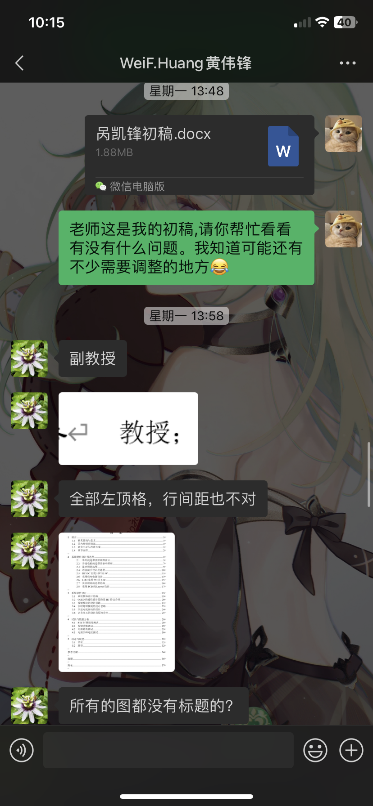 10:15
40
WeiF.Huang黄伟锋
星期一 13:48
呙凯锋初稿.docx
1.88MB
W
微信电脑版
老师这是我的初稿,请你帮忙看看
有没有什么问题。我知道可能还有
不少需要调整的地方😂
星期一 13:58
副教授
教授；
全部左顶格，行间距也不对
所有的图都没有标题的?